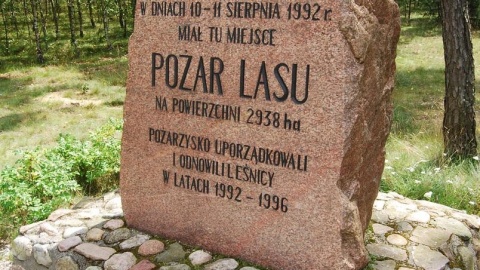 W DNIACH 10-11 SIERPNIA 1992 r.
MIAŁ TU MIEJSCE
POŻAR LASU
NA POWIERZCHNI 2938 hd
POŻARZYSKO UPORZĄDKOWALI
I ODNOWILI LEŚNICY
W LATACH 1992 - 1996